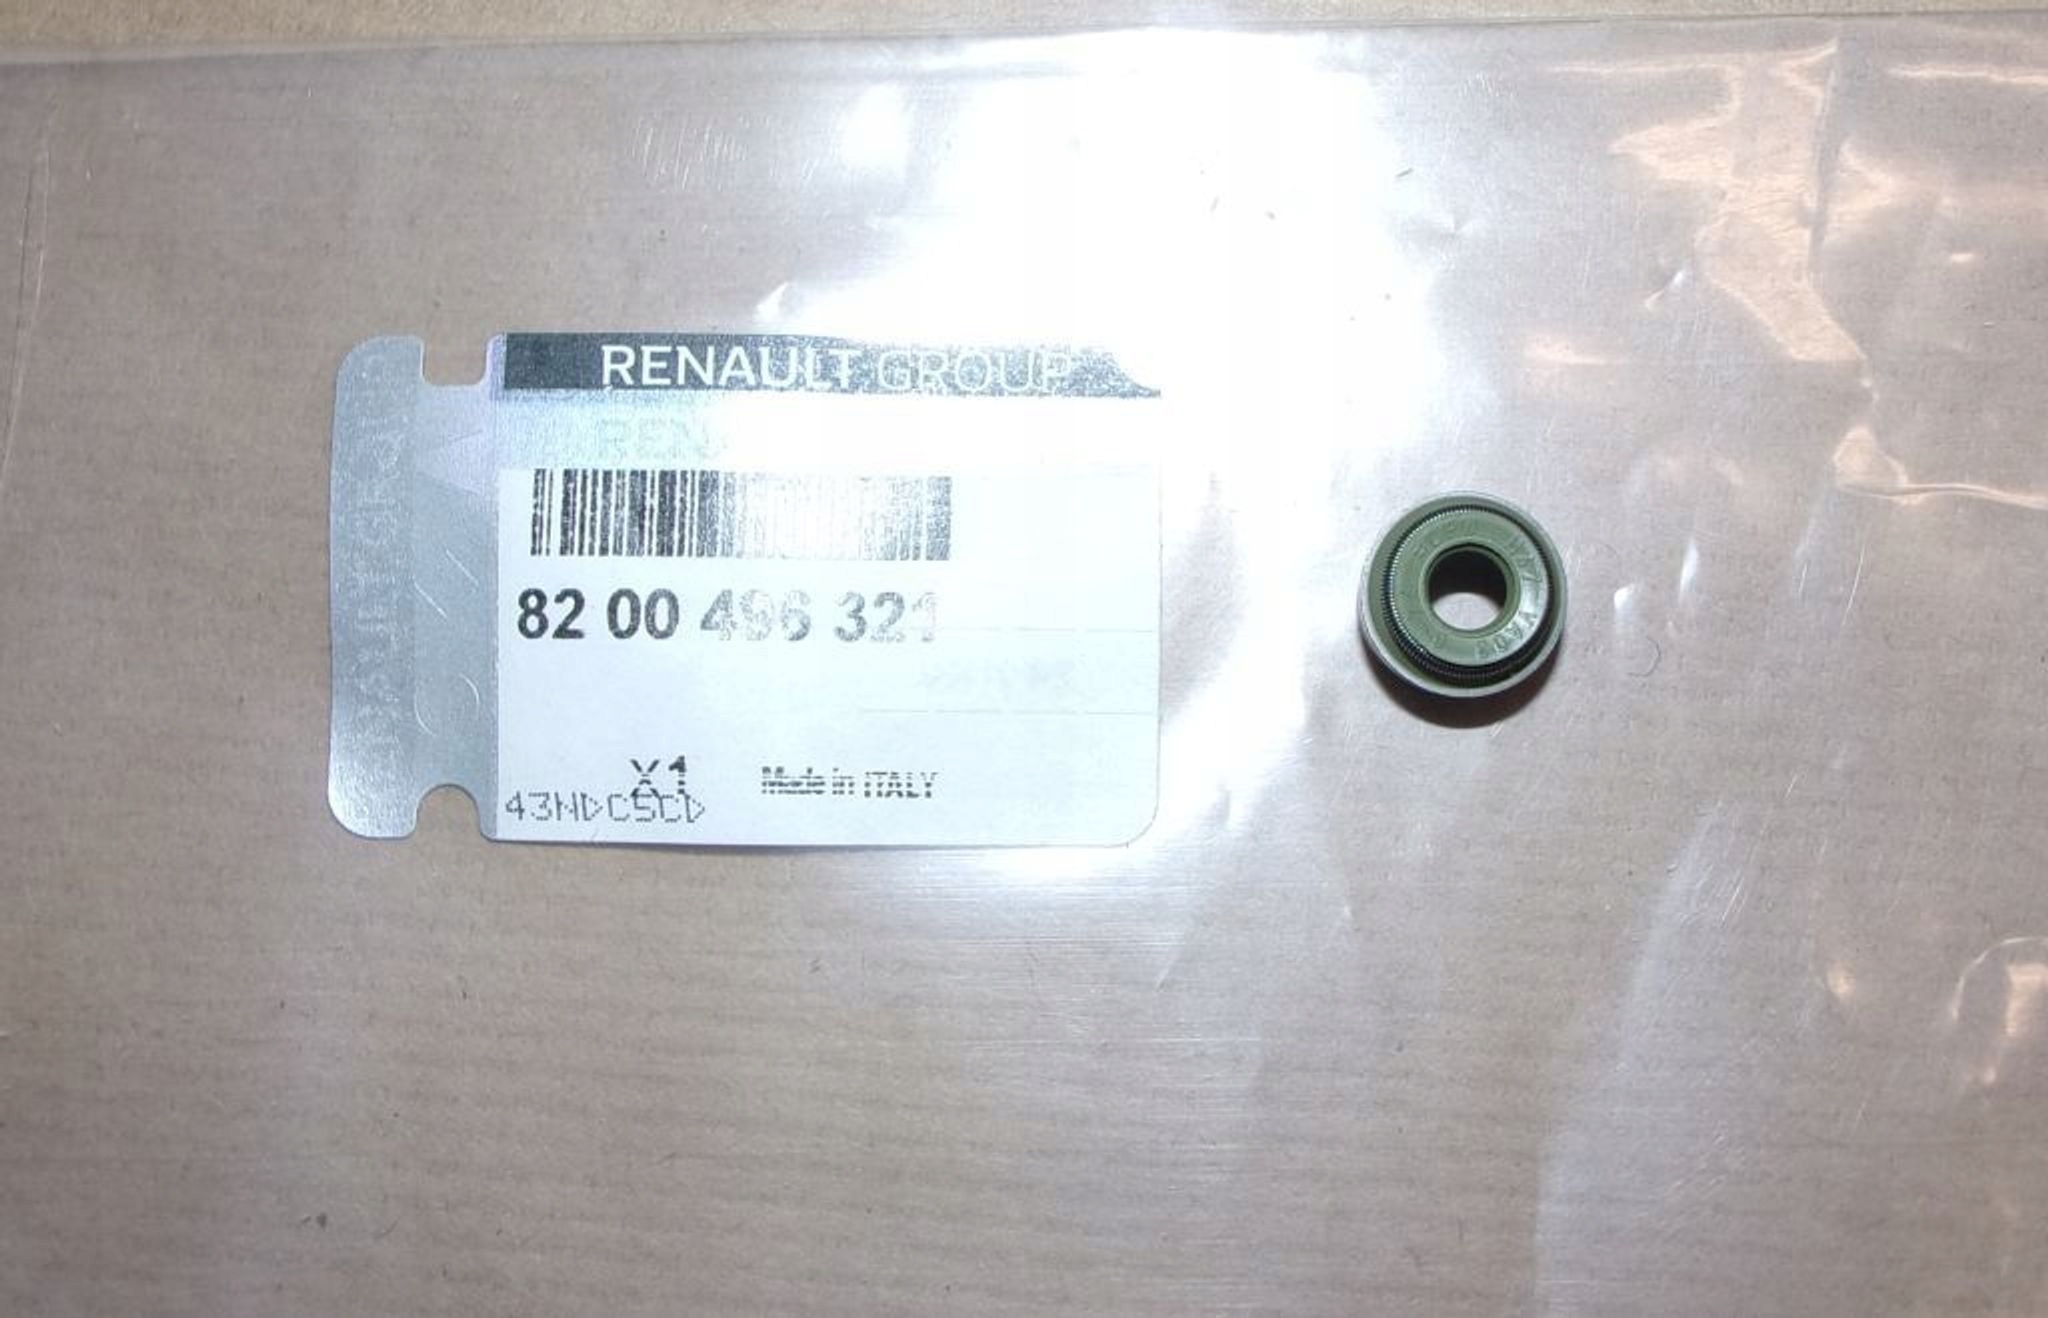 RENAULT GROUP
82 00 496 321
X1
Made in ITALY
43NDC5CD